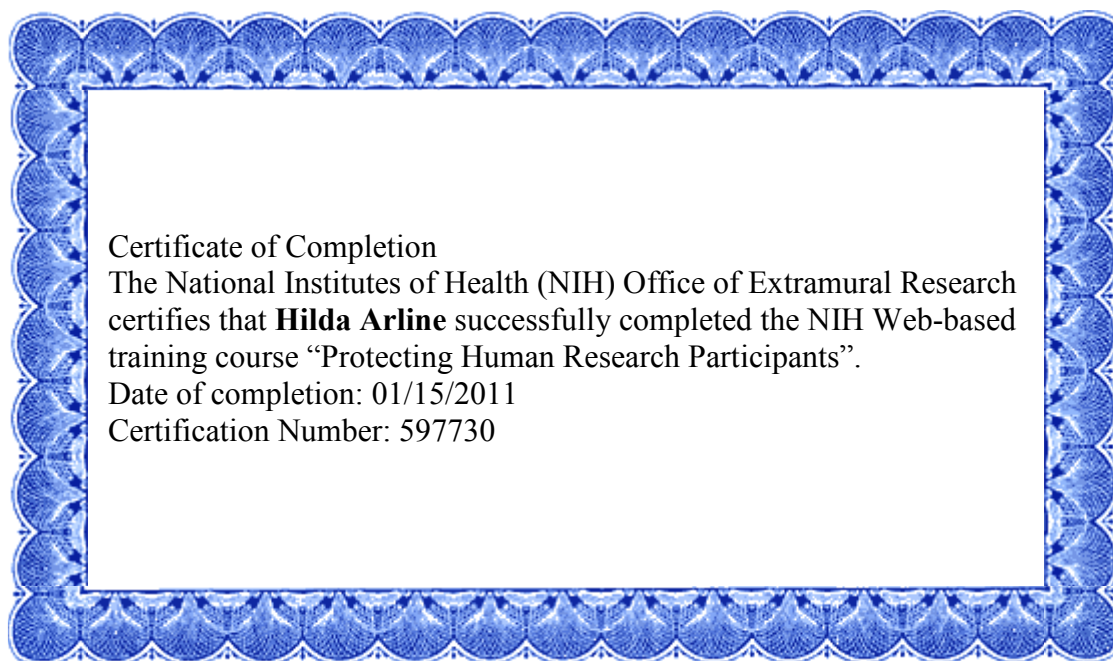 Certificate of Completion
The National Institutes of Health (NIH) Office of Extramural Research
certifies that Hilda Arline successfully completed the NIH Web-based
training course “Protecting Human Research Participants”.
Date of completion: 01/15/2011
Certification Number: 597730